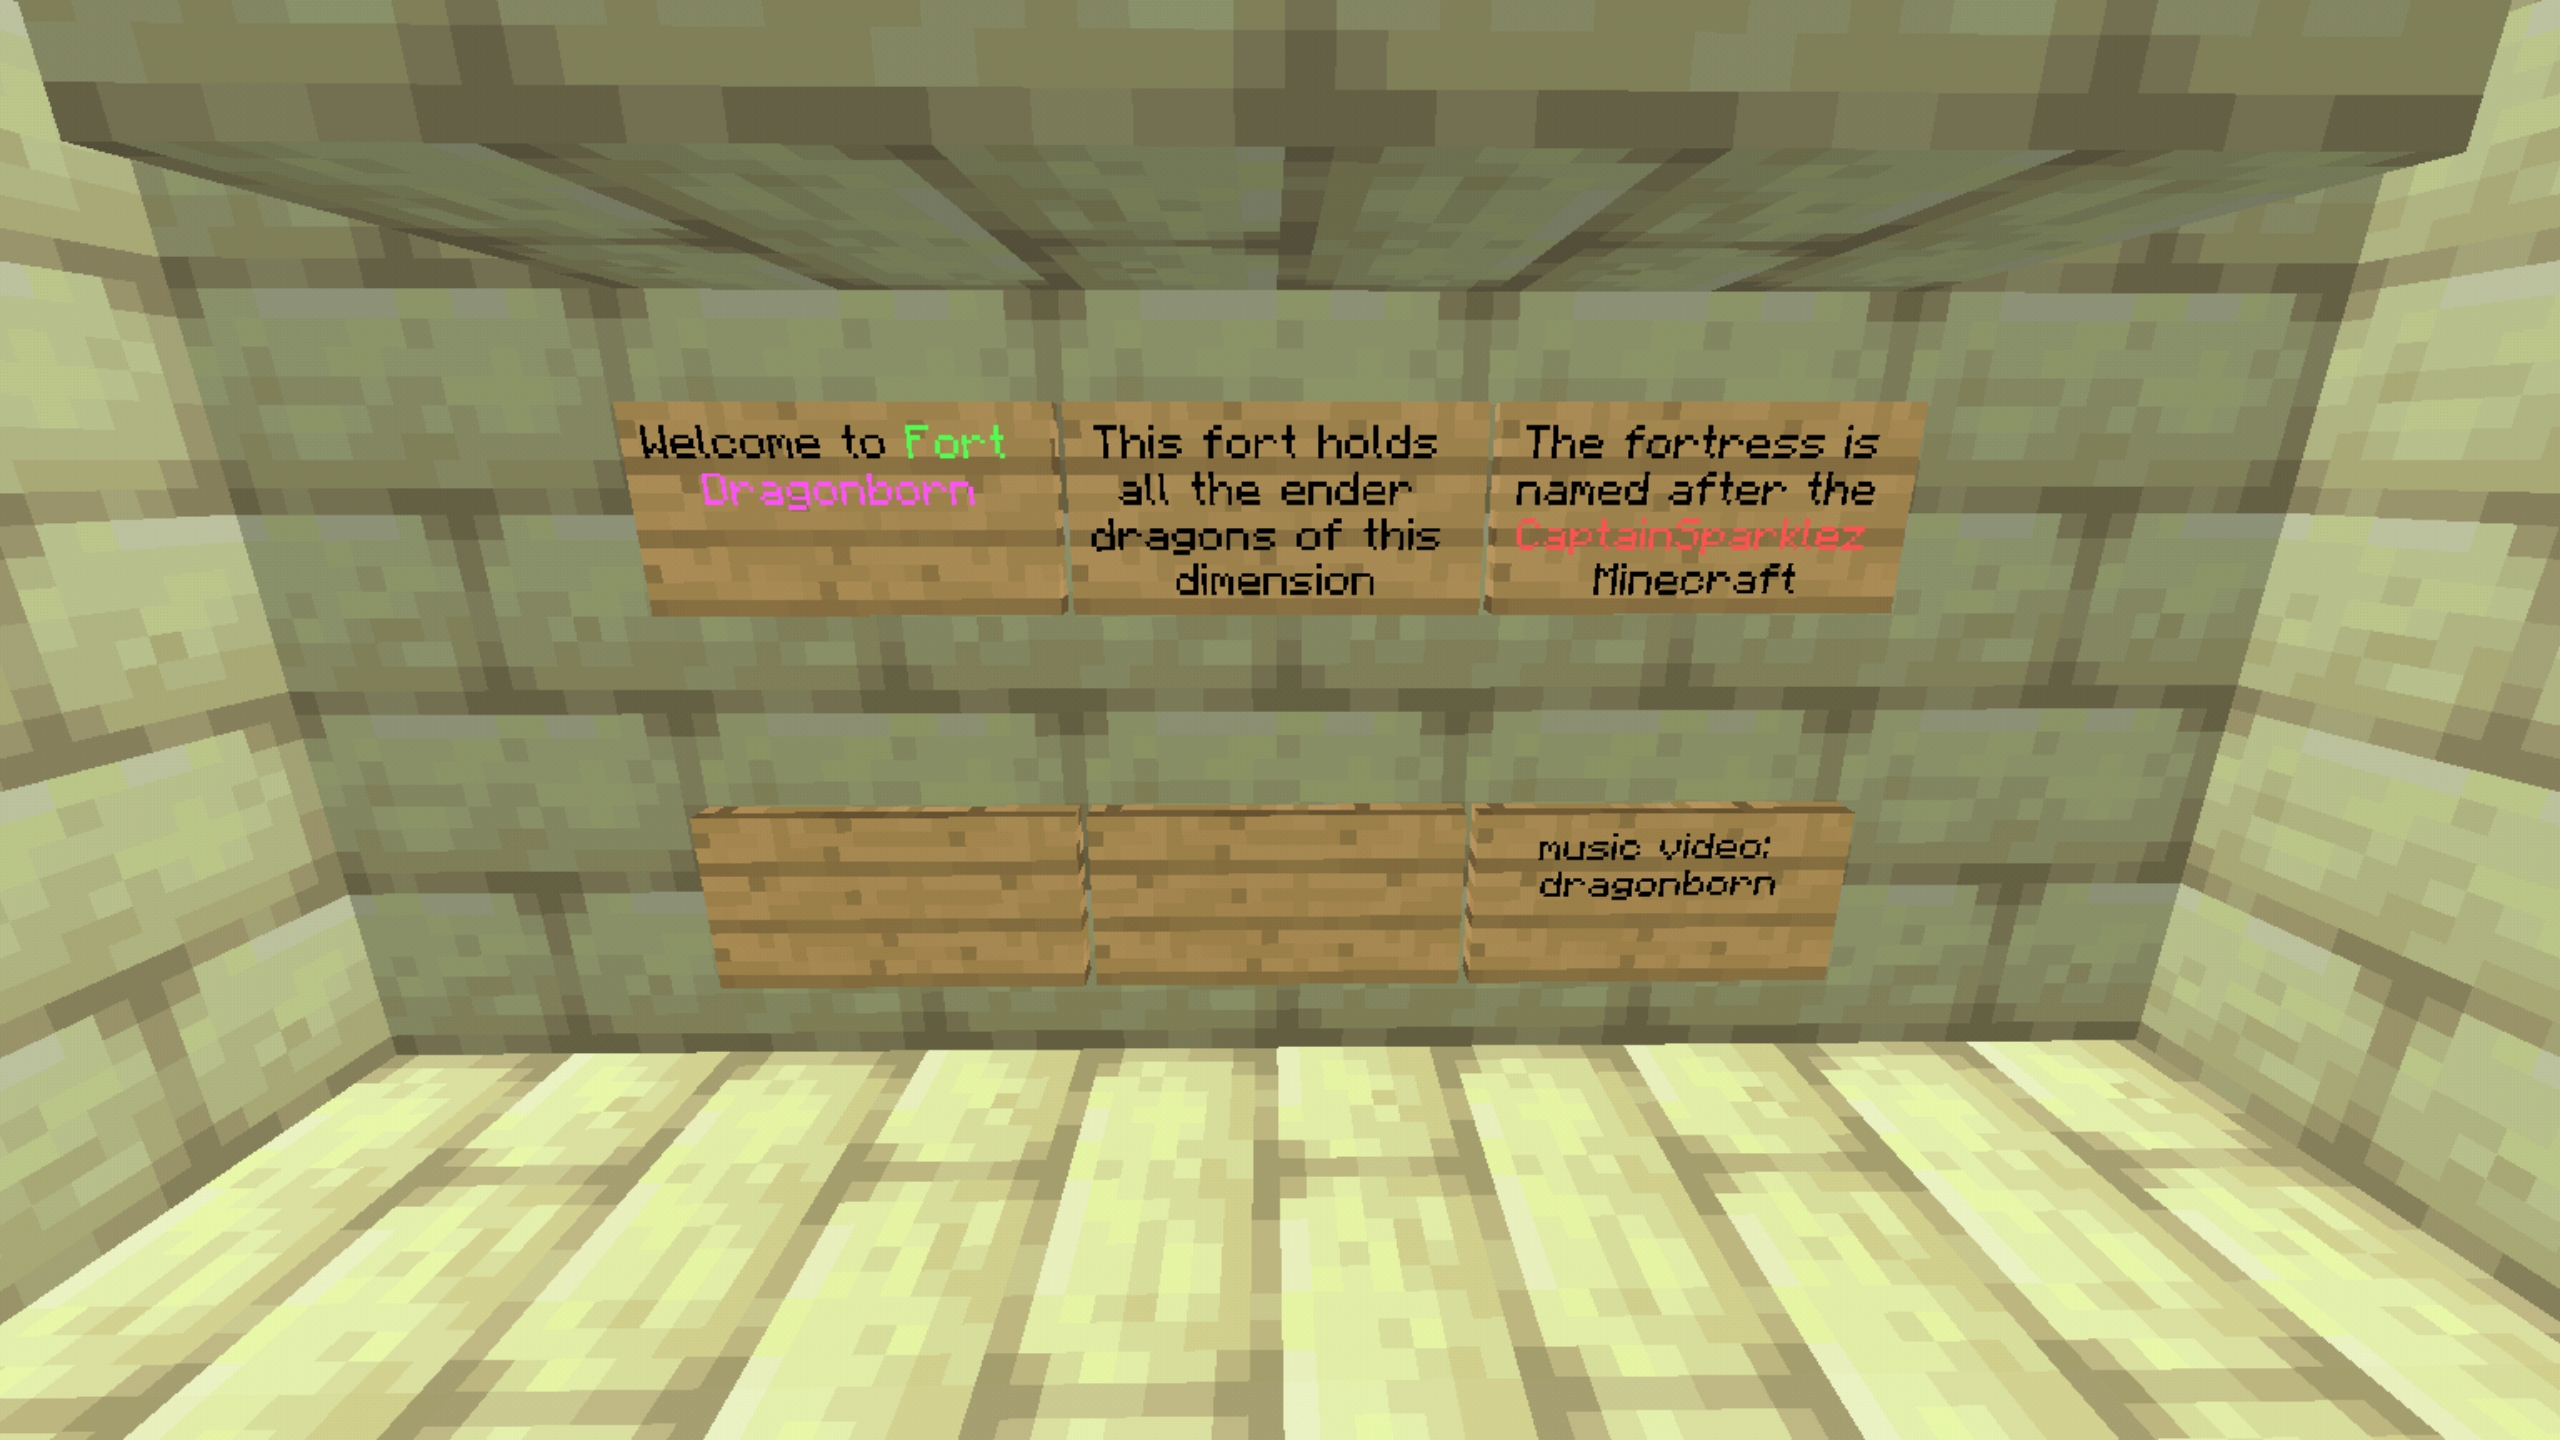 Welcome to Fort
Dragonborn
This fort holds
all the ender
dragons of this
dimension
The fortress is
named after the
CaptainSparklez
Minecraft
music video:
dragonborn